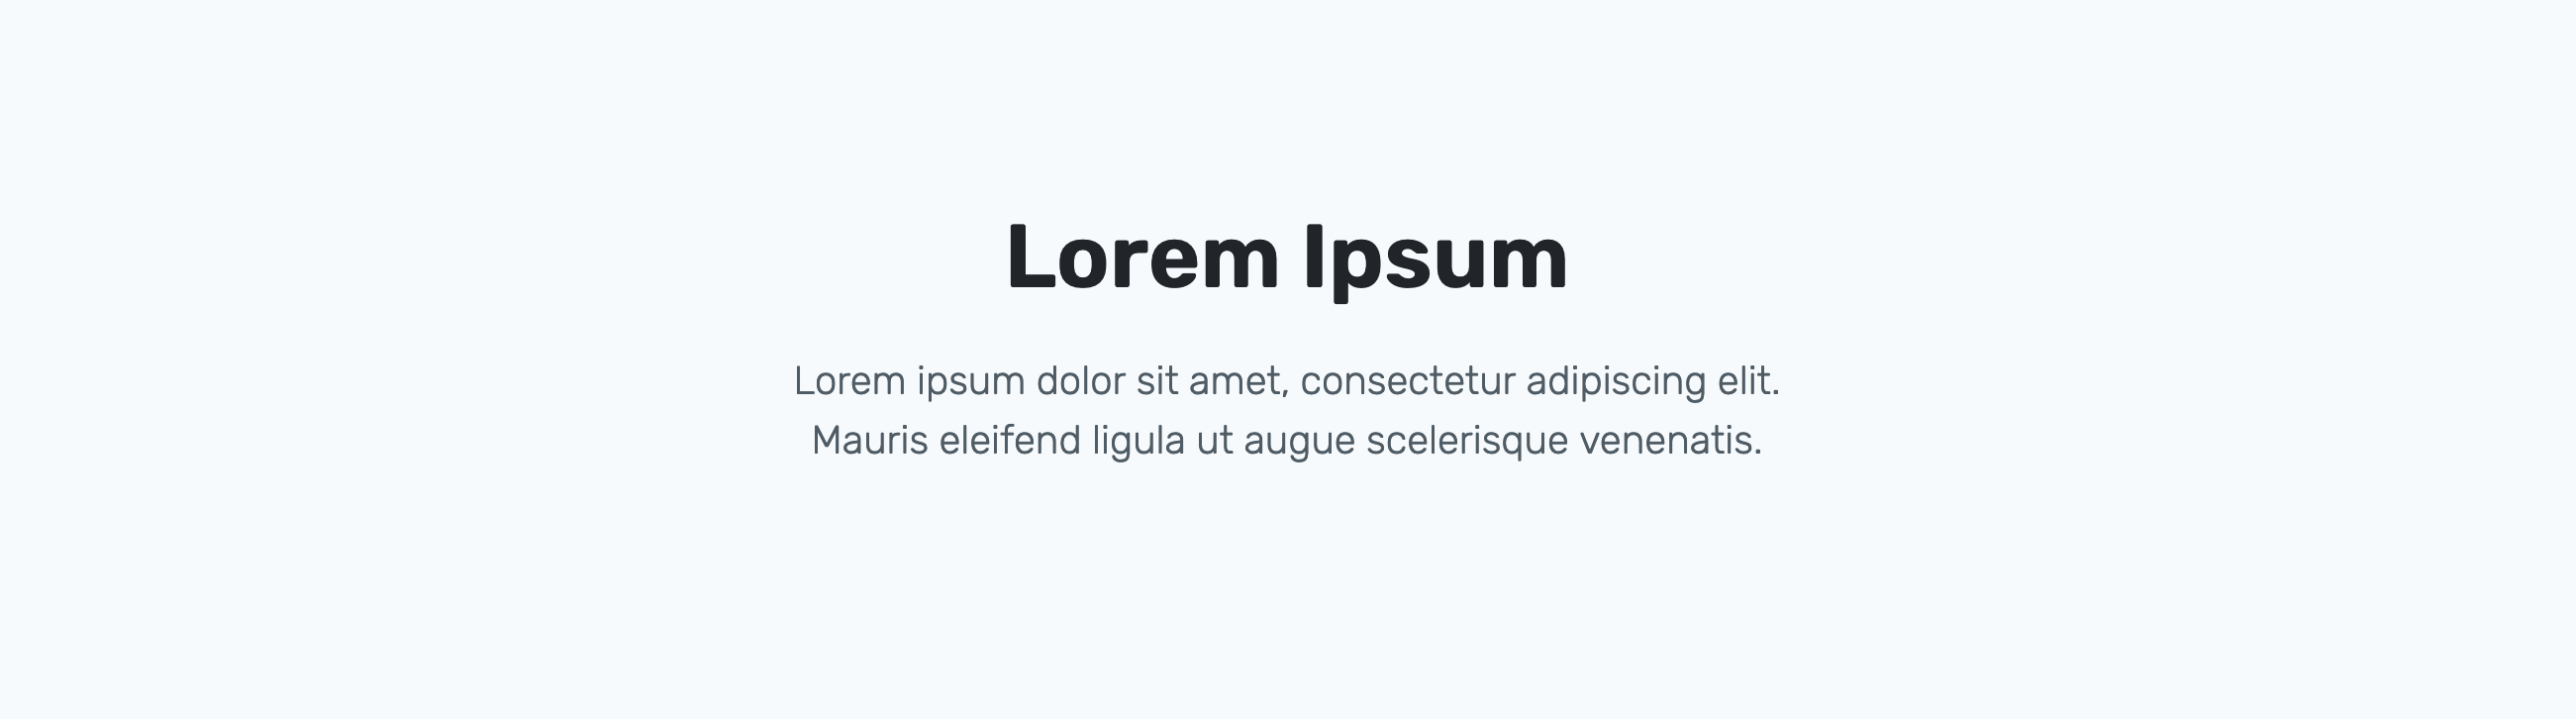 Lorem Ipsum
Lorem ipsum dolor sit amet, consectetur adipiscing elit.
Mauris eleifend ligula ut augue scelerisque venenatis.